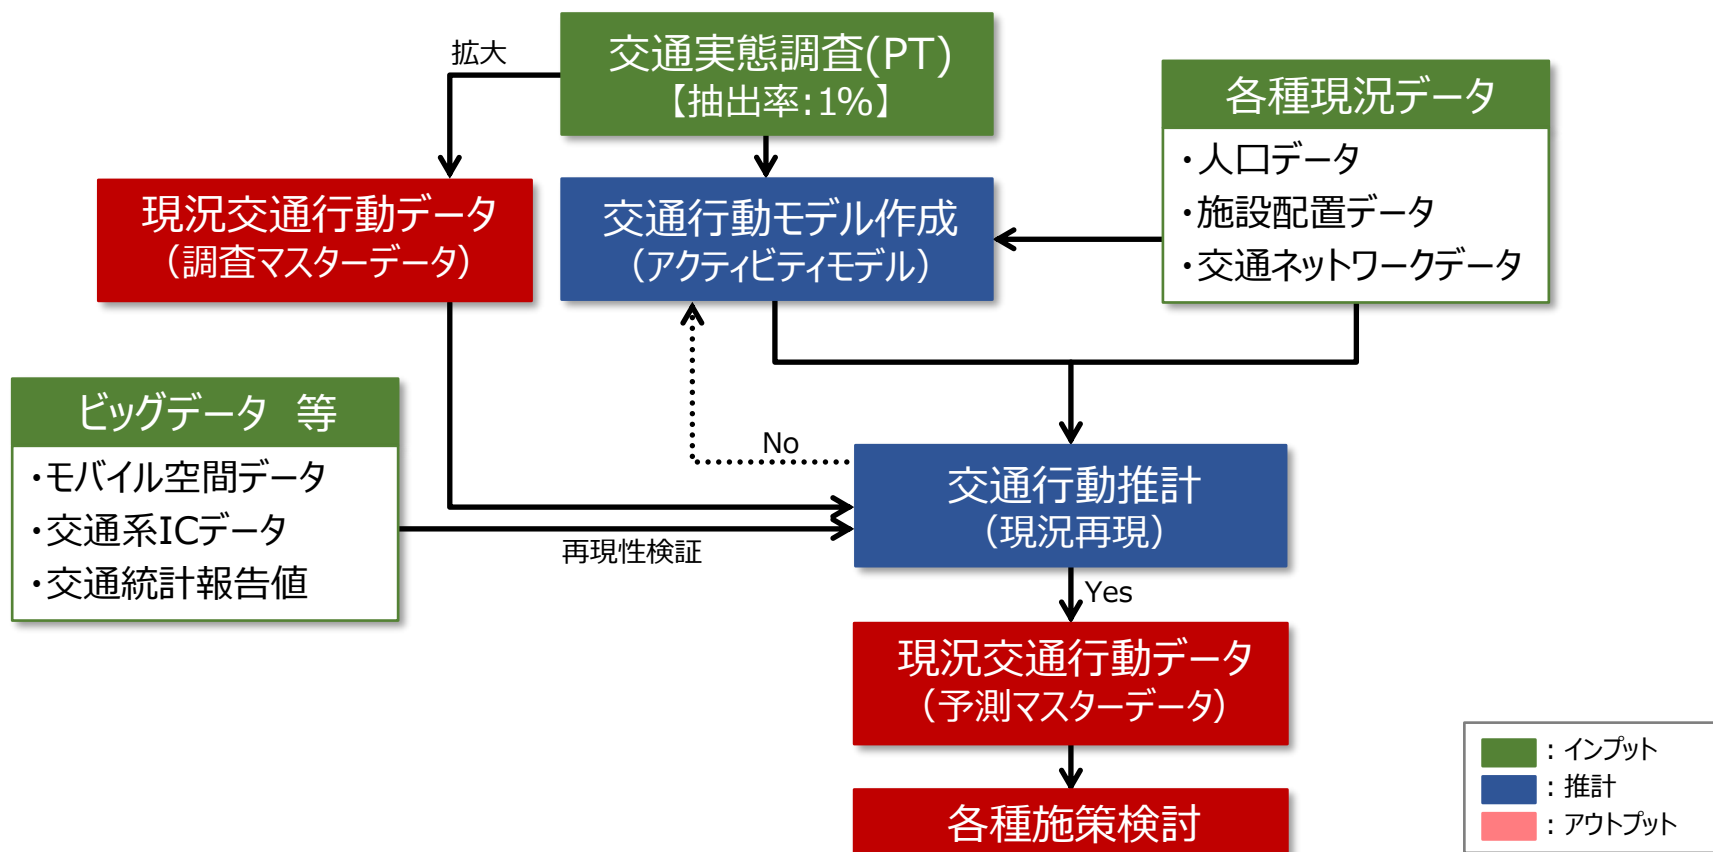 交通実態調査(PT)
【抽出率:1%】
拡大
各種現況データ
・人口データ
・施設配置データ
・交通ネットワークデータ
現況交通行動データ
（調査マスターデータ）
交通行動モデル作成
（アクティビティモデル）
ビッグデータ　等
・モバイル空間データ
・交通系ICデータ
・交通統計報告値
No
再現性検証
交通行動推計
（現況再現）
Yes
現況交通行動データ
（予測マスターデータ）
各種施策検討
：インプット
：推計
：アウトプット